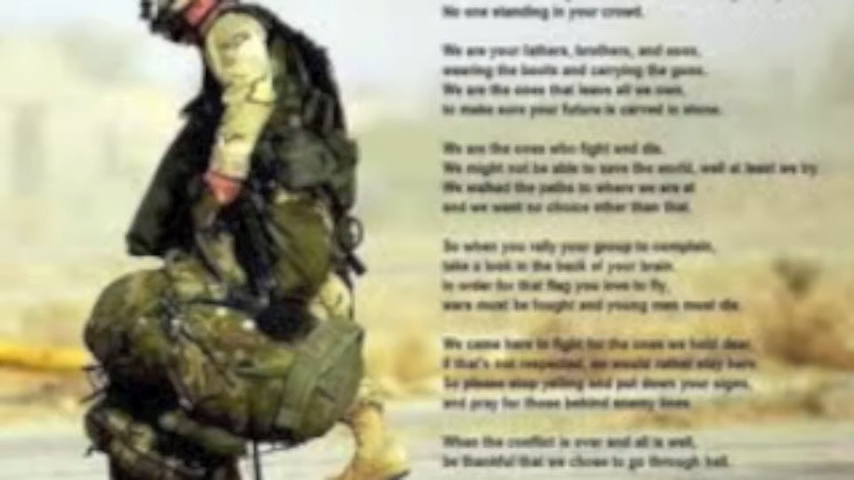 No one standing in your crowd.
We are your fathers, brothers, and sons,
wearing the boots and carrying the guns.
We are the ones that leave all we own,
to make sure your future is carved in stone.
We are the ones who fight and die.
We might not be able to save the world, well at least we try.
We walked the paths to where we are at
and we want no choice other than that.
So when you rally your group to complain,
take a look in the back of your brain.
In order for that flag you love to fly,
wars must be fought and young men must die.
We came here to fight for the ones we hold dear,
if that's not respected, we would rather stay here.
So please stop yelling and put down your signs,
and pray for those behind enemy lines.
When the conflict is over and all is well,
be thankful that we chose to go through hell.